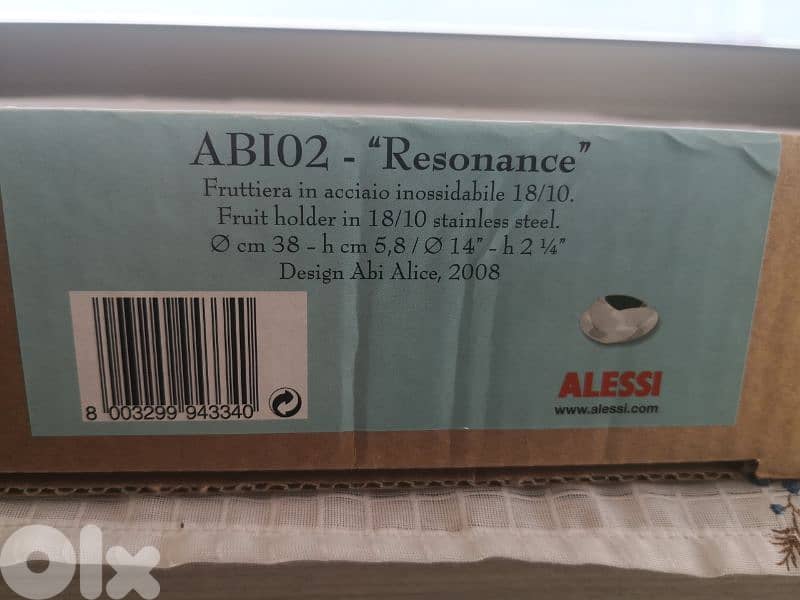 ABI02 - “Resonance”
Fruttiera in acciaio inossidabile 18/10.
Fruit holder in 18/10 stainless steel.
Ø cm 38 - h cm 5,8 / Ø 14” - h 2 ¼”
Design Abi Alice, 2008
8 003299 943340
ALESSI
www.alessi.com
Olx